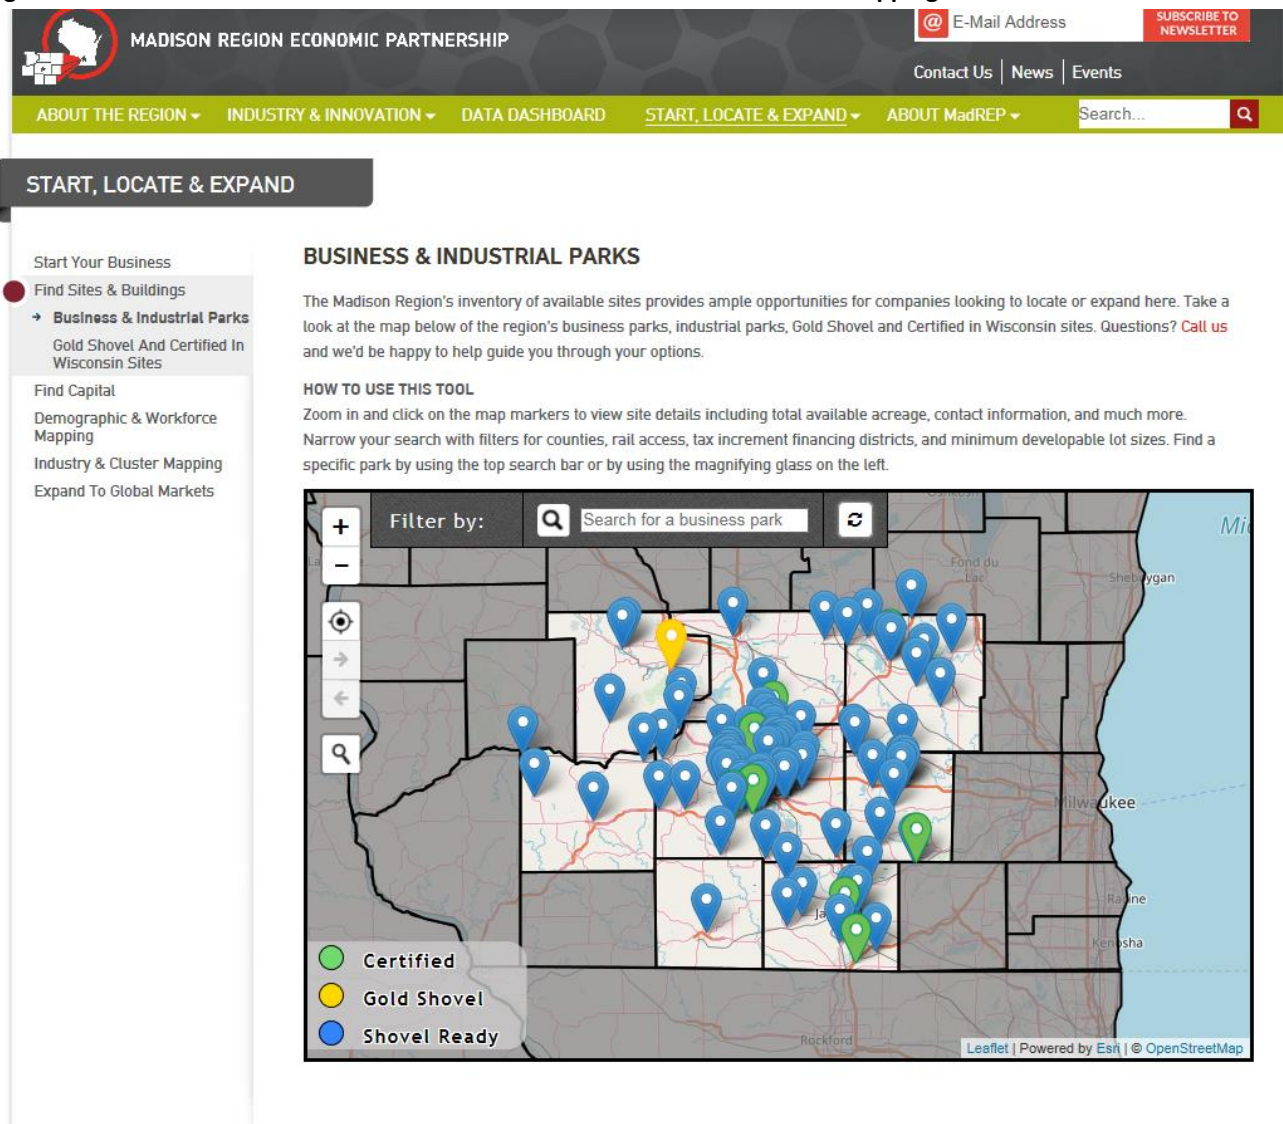 MADISON REGION ECONOMIC PARTNERSHIP
@ E-Mail Address
SUBSCRIBE TO
NEWSLETTER
Contact Us | News | Events
ABOUT THE REGION INDUSTRY & INNOVATION DATA DASHBOARD START, LOCATE & EXPAND ABOUT MadREP Search...
START, LOCATE & EXPAND
Start Your Business
Find Sites & Buildings
Business & Industrial Parks
Gold Shovel And Certified In
Wisconsin Sites
Find Capital
Demographic & Workforce
Mapping
Industry & Cluster Mapping
Expand To Global Markets
BUSINESS & INDUSTRIAL PARKS
The Madison Region's inventory of available sites provides ample opportunities for companies looking to locate or expand here. Take a
look at the map below of the region's business parks, industrial parks, Gold Shovel and Certified in Wisconsin sites. Questions? Call us
and we'd be happy to help guide you through your options.
HOW TO USE THIS TOOL
Zoom in and click on the map markers to view site details including total available acreage, contact information, and much more.
Narrow your search with filters for counties, rail access, tax increment financing districts, and minimum developable lot sizes. Find a
specific park by using the top search bar or by using the magnifying glass on the left.
+
−
Filter by:
Search for a business park
Fond du
Lac
Sheboygan
Milwaukee
Racine
Kenosha
Rockford
Certified
Gold Shovel
Shovel Ready
Leaflet | Powered by Esri | © OpenStreetMap